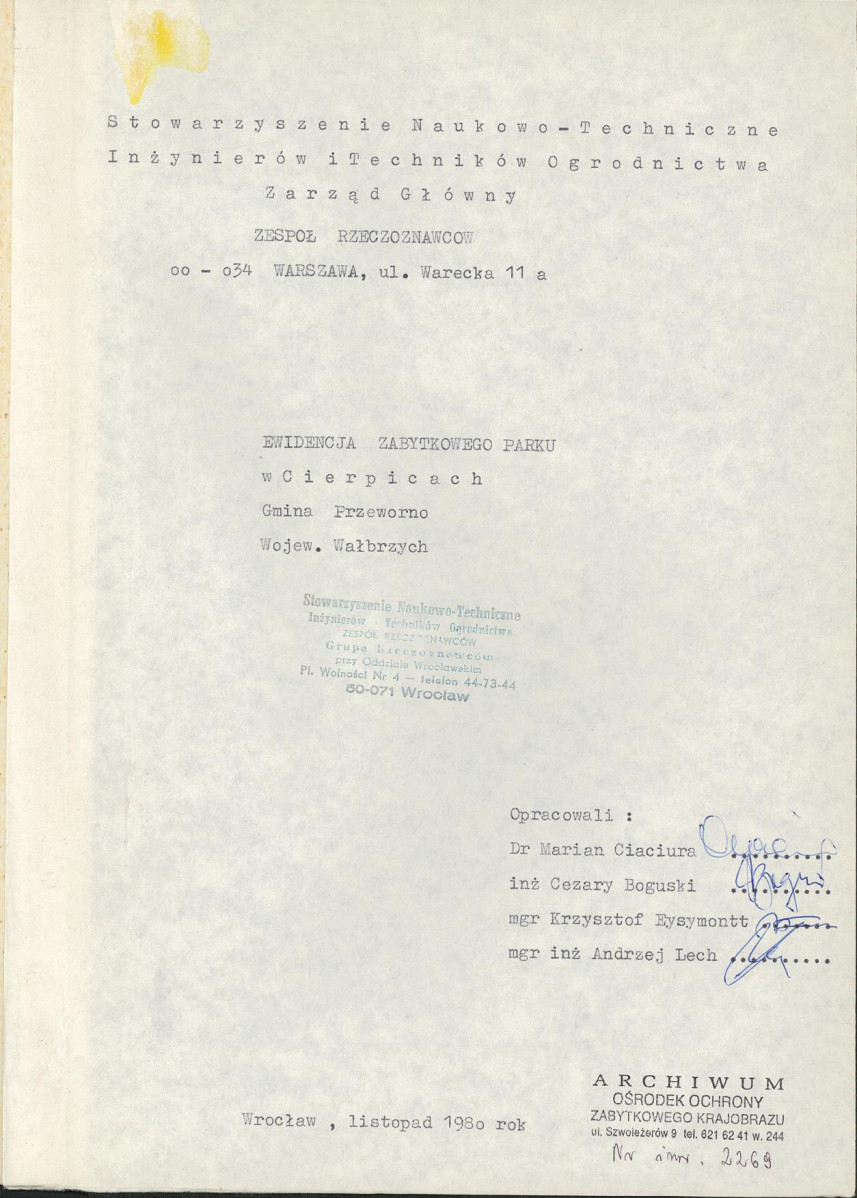 Stowarzyszenie Naukowo-Techniczne
Inżynierów iTechników Ogrodnictwa
Zarząd Główny
ZESPOŁ RZECZOZNAWCOW
oo - o34 WARSZAWA, ul. Warecka 11 a
EWIDENCJA ZABYTKOWEGO PARKU
w Cierpicach
Gmina Przeworno
Wojew. Wałbrzych
Stowarzyszenie Naukowo-Techniczne
Inżynierów i Techników Ogrodnictwa
ZESPÓŁ RZECZOZNAWCÓW
Grupa Rzeczoznawców
przy Oddziale Wrocławskim
Pl. Wolności Nr 4 — telefon 44-73-44
50-071 Wrocław
Opracowali :
Dr Marian Ciaciura ..........
inż Cezary Boguski ..........
mgr Krzysztof Eysymontt ........
mgr inż Andrzej Lech ..........
Wrocław , listopad 198o rok
ARCHIWUM
OŚRODEK OCHRONY
ZABYTKOWEGO KRAJOBRAZU
ul. Szwoleżerów 9 tel. 621 62 41 w. 244
Nr inw. 2269